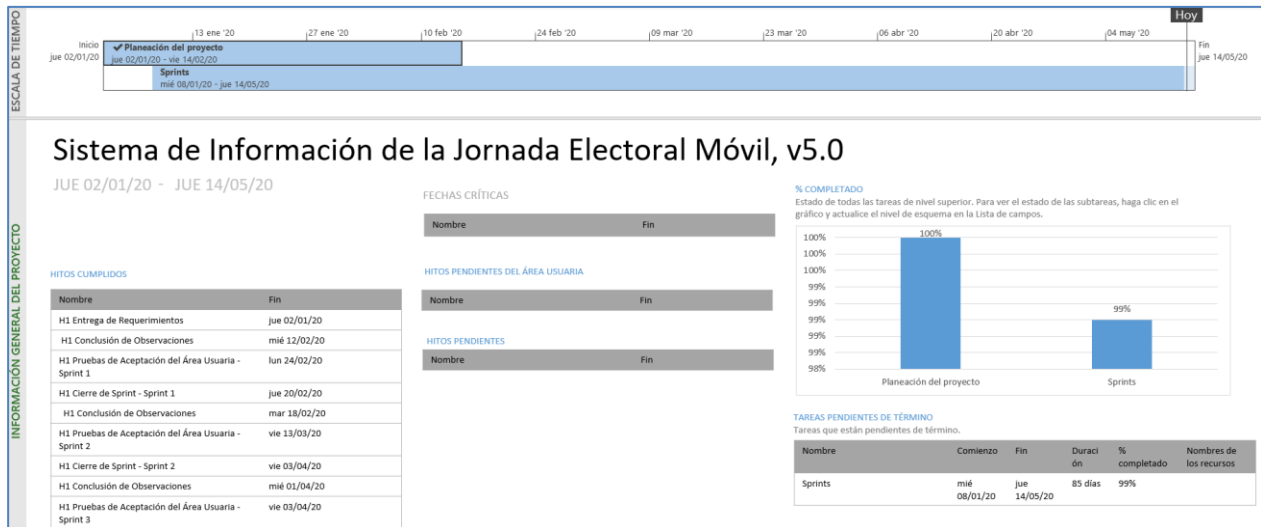 ESCALA DE TIEMPO
Hoy
13 ene '20
27 ene '20
10 feb '20
24 feb '20
09 mar '20
23 mar '20
06 abr '20
20 abr '20
04 may '20
Inicio
jue 02/01/20
Planeación del proyecto
jue 02/01/20 - vie 14/02/20
Sprints
mié 08/01/20 - jue 14/05/20
Fin
jue 14/05/20
INFORMACIÓN GENERAL DEL PROYECTO
Sistema de Información de la Jornada Electoral Móvil, v5.0
JUE 02/01/20 - JUE 14/05/20
HITOS CUMPLIDOS
Nombre Fin
H1 Entrega de Requerimientos jue 02/01/20
H1 Conclusión de Observaciones mié 12/02/20
H1 Pruebas de Aceptación del Área Usuaria - lun 24/02/20
Sprint 1
H1 Cierre de Sprint - Sprint 1 jue 20/02/20
H1 Conclusión de Observaciones mar 18/02/20
H1 Pruebas de Aceptación del Área Usuaria - vie 13/03/20
Sprint 2
H1 Cierre de Sprint - Sprint 2 vie 03/04/20
H1 Conclusión de Observaciones mié 01/04/20
H1 Pruebas de Aceptación del Área Usuaria - vie 03/04/20
Sprint 3
FECHAS CRÍTICAS
Nombre Fin
HITOS PENDIENTES DEL ÁREA USUARIA
Nombre Fin
HITOS PENDIENTES
Nombre Fin
% COMPLETADO
Estado de todas las tareas de nivel superior. Para ver el estado de las subtareas, haga clic en el
gráfico y actualice el nivel de esquema en la Lista de campos.
100%
100%
100%
99%
99%
99%
99%
99%
98%
100%
99%
Planeación del proyecto
Sprints
TAREAS PENDIENTES DE TÉRMINO
Tareas que están pendientes de término.
Nombre Comienzo Fin Duraci % Nombres de
ón completado los recursos
Sprints mié jue 85 días 99%
08/01/20 14/05/20